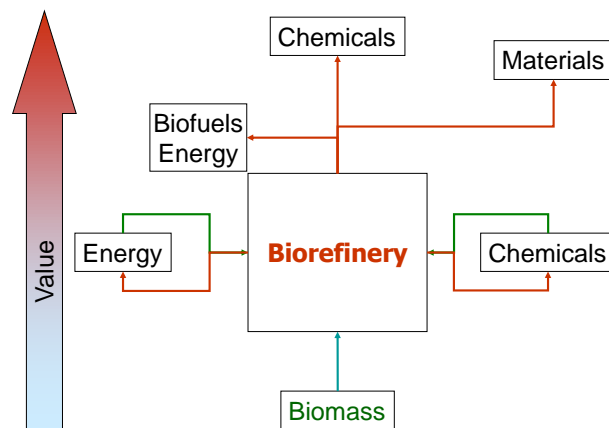 Chemicals
Materials
Biofuels
Energy
Energy
Biorefinery
Chemicals
Value
Biomass